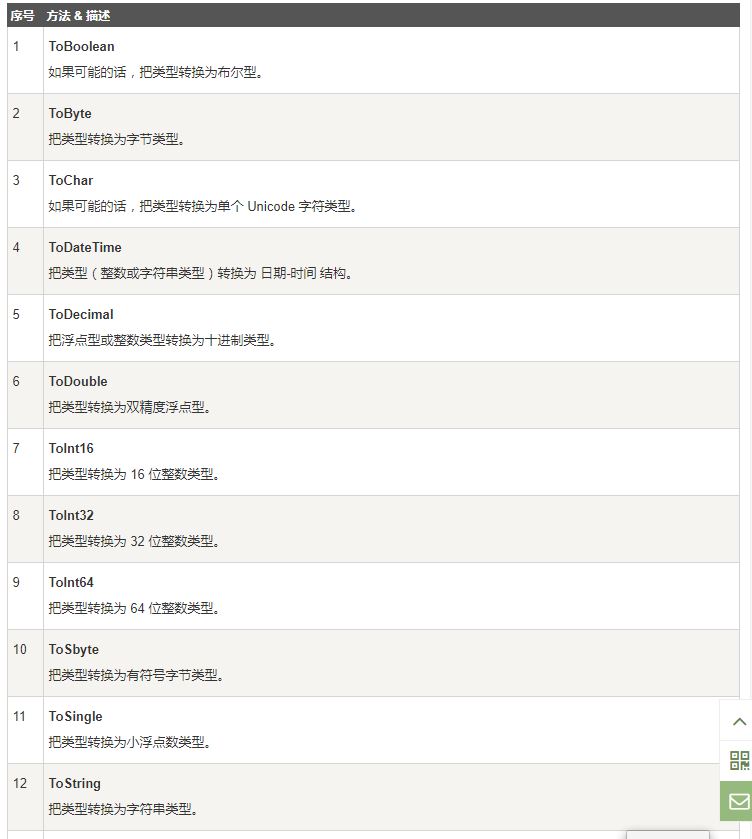 序号 方法 & 描述
1 ToBoolean
如果可能的话，把类型转换为布尔型。
2 ToByte
把类型转换为字节类型。
3 ToChar
如果可能的话，把类型转换为单个 Unicode 字符类型。
4 ToDateTime
把类型（整数或字符串类型）转换为 日期-时间 结构。
5 ToDecimal
把浮点型或整数类型转换为十进制类型。
6 ToDouble
把类型转换为双精度浮点型。
7 ToInt16
把类型转换为 16 位整数类型。
8 ToInt32
把类型转换为 32 位整数类型。
9 ToInt64
把类型转换为 64 位整数类型。
10 ToSbyte
把类型转换为有符号字节类型。
11 ToSingle
把类型转换为小浮点数类型。
12 ToString
把类型转换为字符串类型。